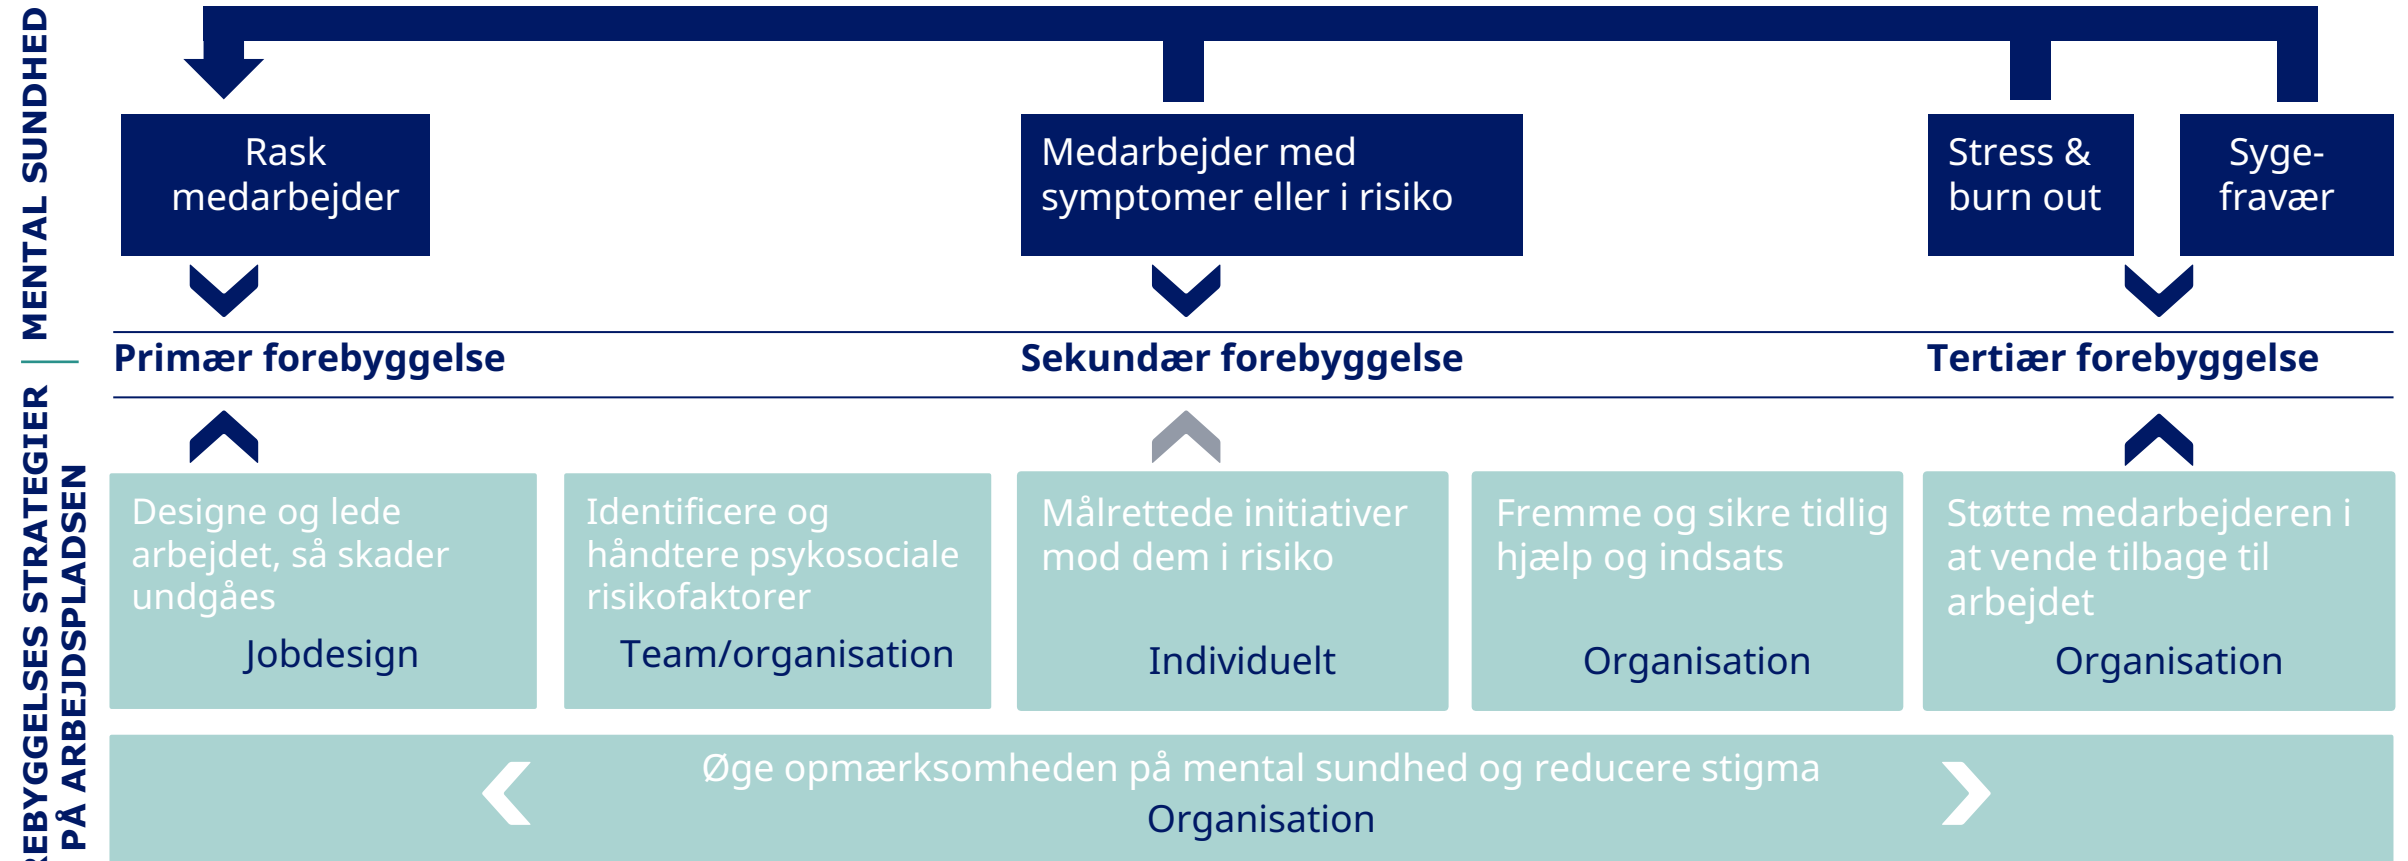 MENTAL SUNDHED
Rask
medarbejder
Medarbejder med
symptomer eller i risiko
Stress &
burn out
Syge-
fravær
Primær forebyggelse
Sekundær forebyggelse
Tertiær forebyggelse
REBYGGELSES STRATEGIER
PÅ ARBEJDSPLADSEN
Designe og lede
arbejdet, så skader
undgåes
Jobdesign
Identificere og
håndtere psykosociale
risikofaktorer
Team/organisation
Målrettede initiativer
mod dem i risiko
Individuelt
Fremme og sikre tidlig
hjælp og indsats
Organisation
Støtte medarbejderen i
at vende tilbage til
arbejdet
Organisation
Øge opmærksomheden på mental sundhed og reducere stigma
Organisation